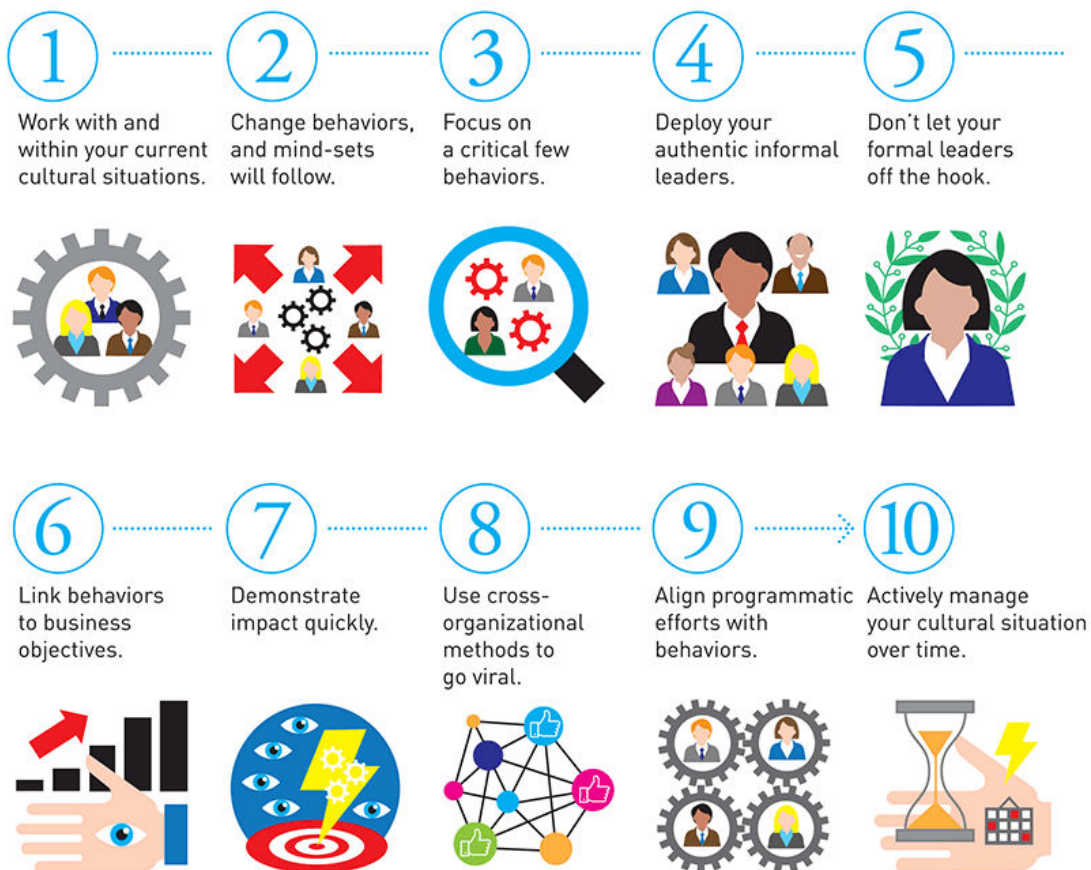 1
Work with and
within your current
cultural situations.
2
Change behaviors,
and mind-sets
will follow.
3
Focus on
a critical few
behaviors.
4
Deploy your
authentic informal
leaders.
5
Don’t let your
formal leaders
off the hook.
6
Link behaviors
to business
objectives.
7
Demonstrate
impact quickly.
8
Use cross-
organizational
methods to
go viral.
9
Align programmatic
efforts with
behaviors.
10
Actively manage
your cultural situation
over time.